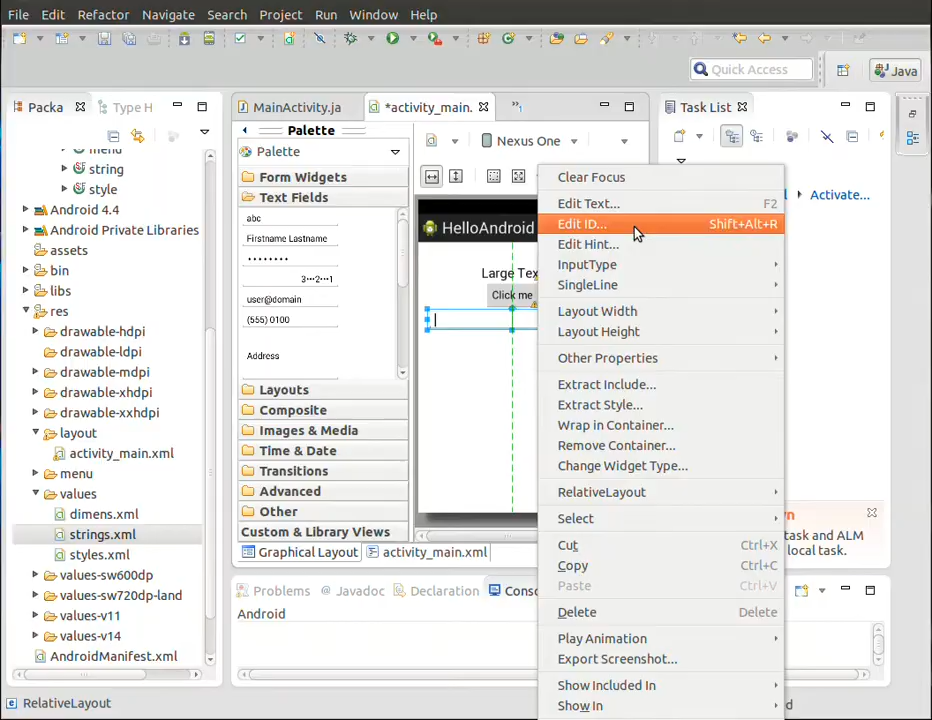 File Edit Refactor Navigate Search Project Run Window Help
Quick Access
Java
Packa
Type H
string
style
Android 4.4
Android Private Libraries
assets
bin
libs
res
drawable-hdpi
drawable-ldpi
drawable-mdpi
drawable-xhdpi
drawable-xxhdpi
layout
activity_main.xml
menu
values
dimens.xml
strings.xml
styles.xml
values-sw600dp
values-sw720dp-land
values-v11
values-v14
AndroidManifest.xml
MainActivity.ja
*activity_main.
»1
Palette
Palette
Form Widgets
Text Fields
abc
Firstname Lastname
3•••2•••1
user@domain
(555) 0100
Address
Layouts
Composite
Images & Media
Time & Date
Transitions
Advanced
Other
Custom & Library Views
Graphical Layout
activity_main.xml
Nexus One
HelloAndroid
Large Tex
Click me
Clear Focus
Edit Text... F2
Edit ID... Shift+Alt+R
Edit Hint...
InputType
SingleLine
Layout Width
Layout Height
Other Properties
Extract Include...
Extract Style...
Wrap in Container...
Remove Container...
Change Widget Type...
RelativeLayout
Select
Cut Ctrl+X
Copy Ctrl+C
Paste Ctrl+V
Delete Delete
Play Animation
Export Screenshot...
Show Included In
Show In
Task List
Activate...
task and ALM
local task.
Problems
Javadoc
Declaration
Conso
Android
RelativeLayout